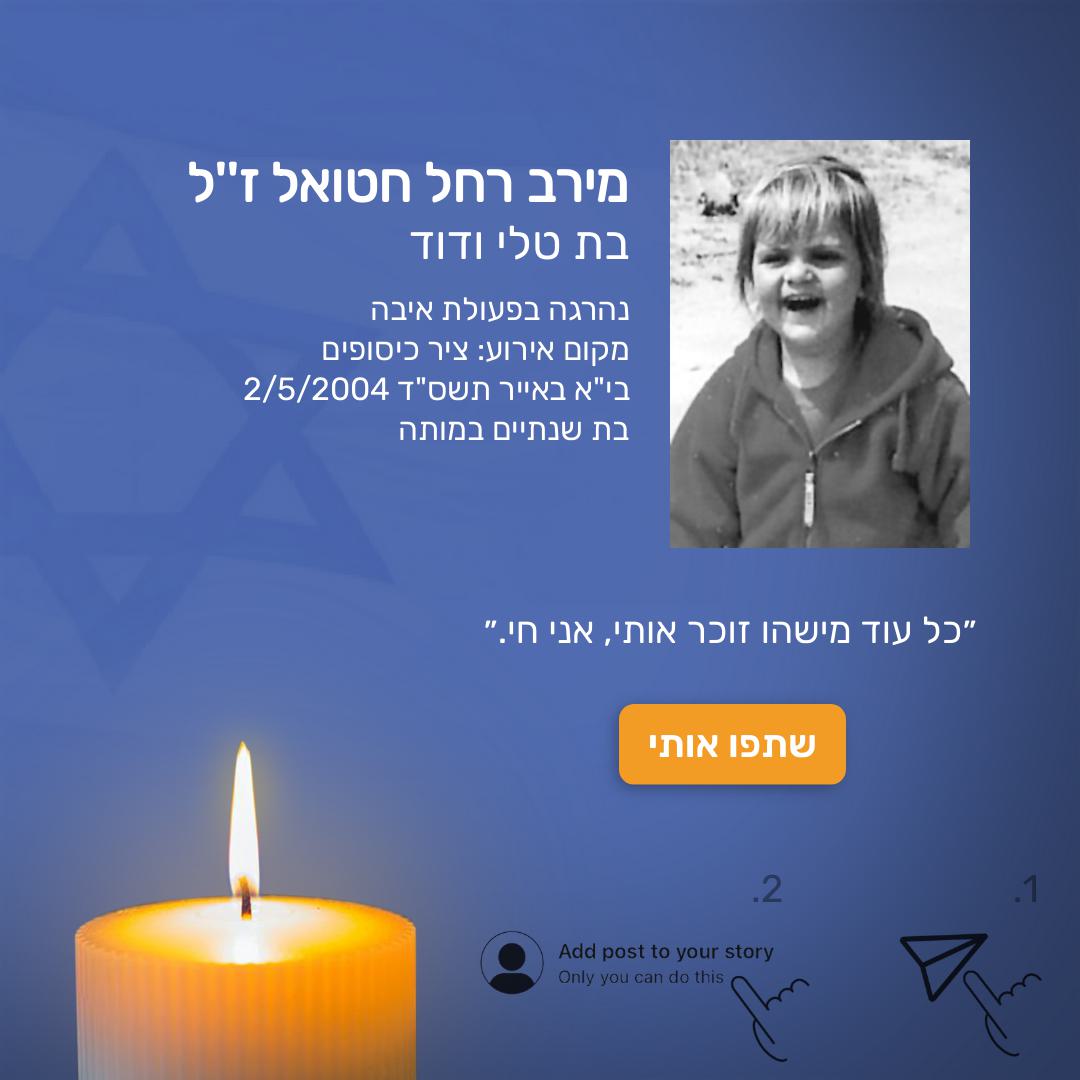 מירב רחל חטואל ז"ל
בת טלי ודוד
נהרגה בפעולת איבה
מקום אירוע: ציר כיסופים
בי"א באייר תשס"ד 2/5/2004
בת שנתיים במותה
״כל עוד מישהו זוכר אותי, אני חי.״
שתפו אותי
1.
2.
Add post to your story
Only you can do this